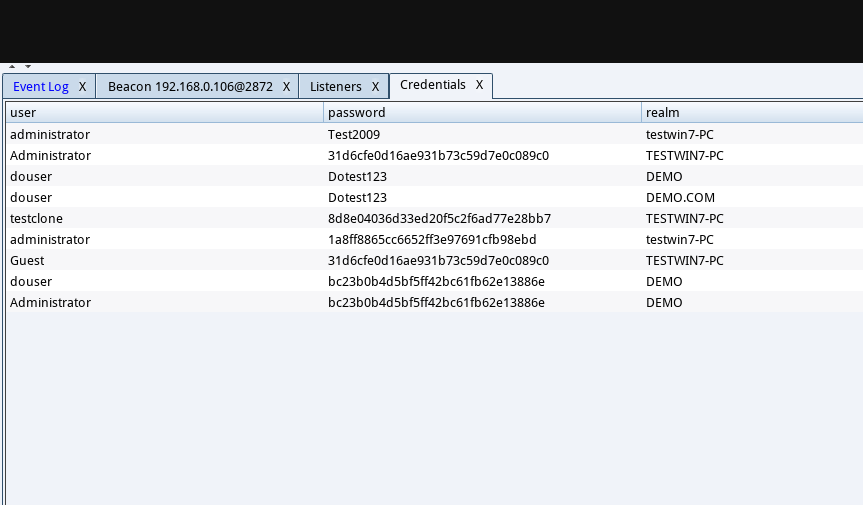 Event Log X Beacon 192.168.0.106@2872 X Listeners X Credentials X
user password realm
administrator Test2009 testwin7-PC
Administrator 31d6cfe0d16ae931b73c59d7e0c089c0 TESTWIN7-PC
douser Dotest123 DEMO
douser Dotest123 DEMO.COM
testclone 8d8e04036d33ed20f5c2f6ad77e28bb7 TESTWIN7-PC
administrator 1a8ff8865cc6652ff3e97691cfb98ebd testwin7-PC
Guest 31d6cfe0d16ae931b73c59d7e0c089c0 TESTWIN7-PC
douser bc23b0b4d5bf5ff42bc61fb62e13886e DEMO
Administrator bc23b0b4d5bf5ff42bc61fb62e13886e DEMO